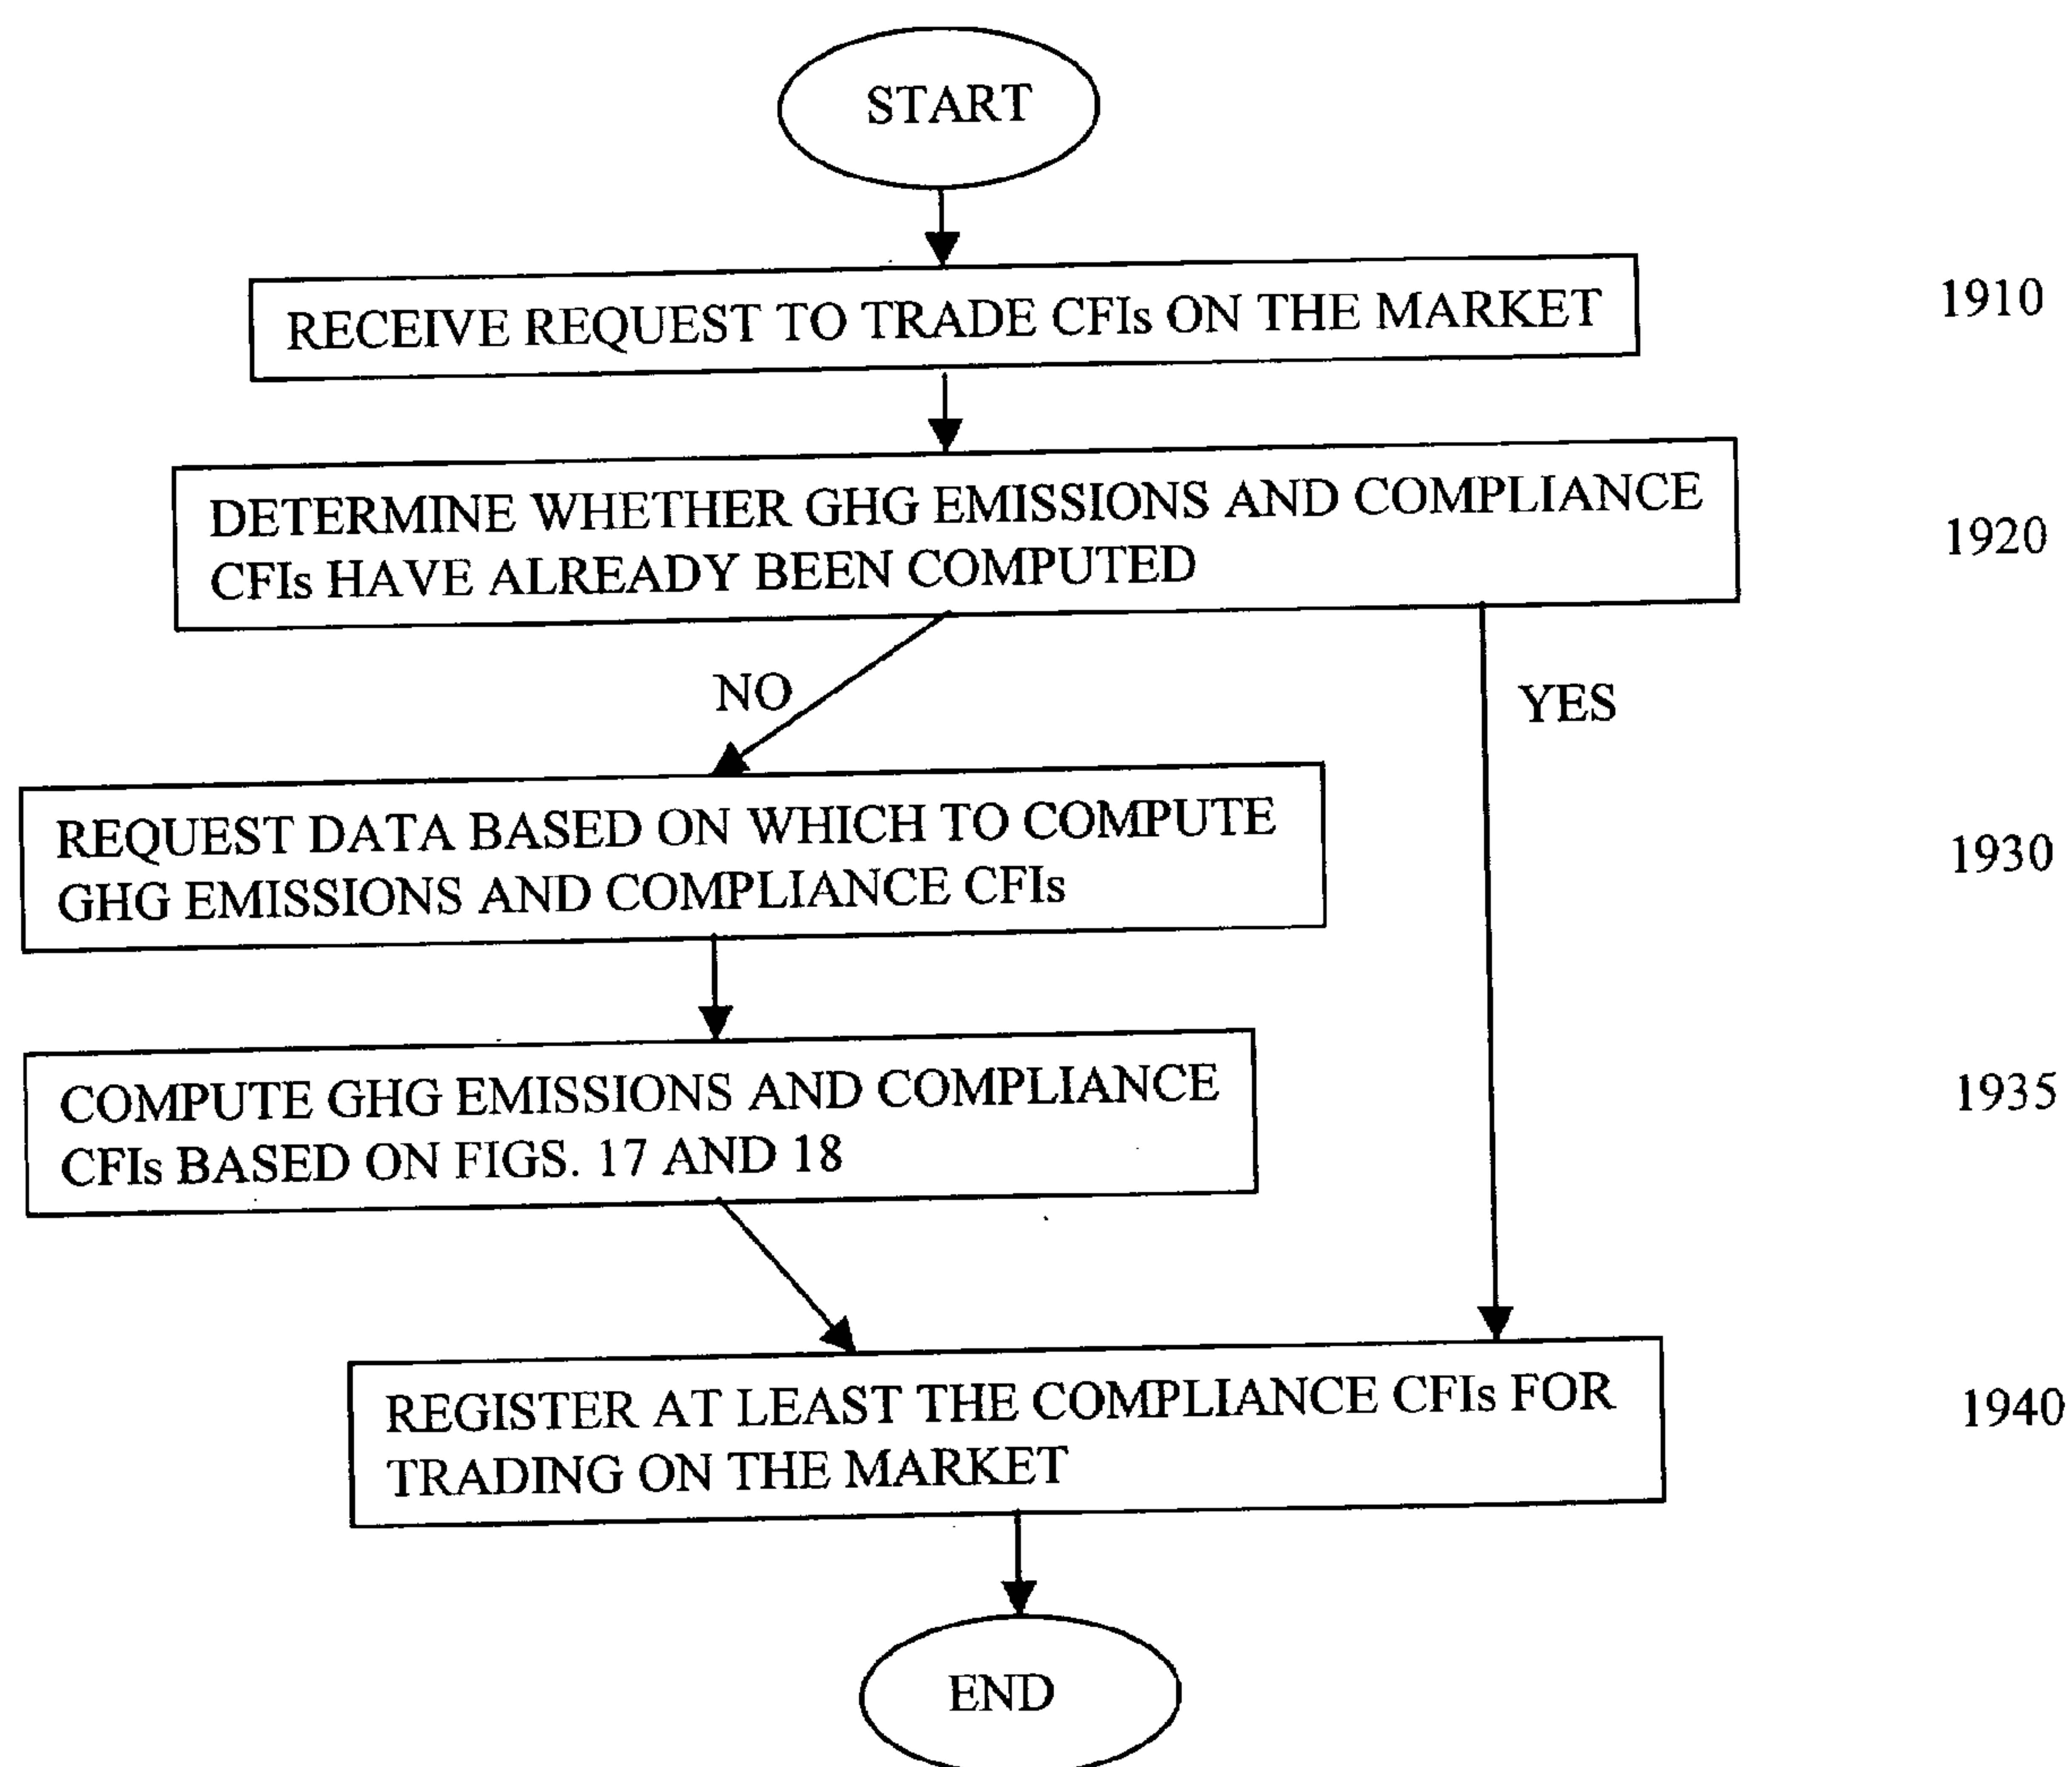 START
RECEIVE REQUEST TO TRADE CFIs ON THE MARKET
1910
DETERMINE WHETHER GHG EMISSIONS AND COMPLIANCE
CFIs HAVE ALREADY BEEN COMPUTED
1920
NO
YES
REQUEST DATA BASED ON WHICH TO COMPUTE
GHG EMISSIONS AND COMPLIANCE CFIs
1930
COMPUTE GHG EMISSIONS AND COMPLIANCE
CFIs BASED ON FIGS. 17 AND 18
1935
REGISTER AT LEAST THE COMPLIANCE CFIs FOR
TRADING ON THE MARKET
1940
END